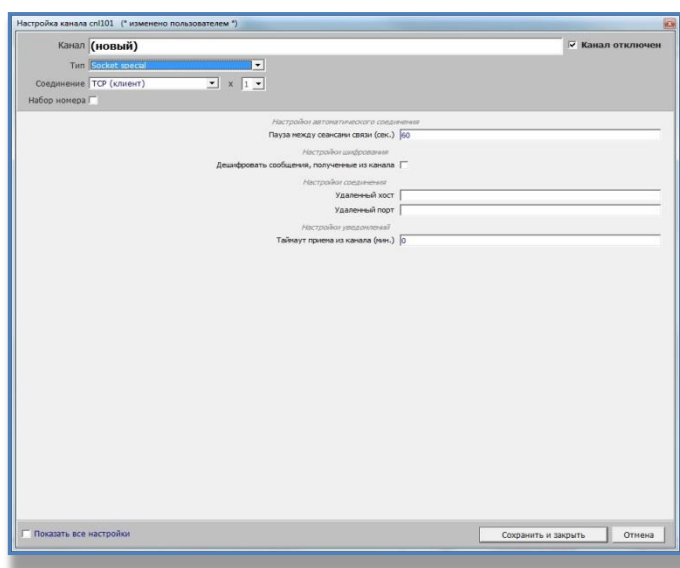 Настройка канала cnl101 (* изменено пользователем *)
Канал (новый) Канал отключен
Тип Socket special
Соединение TCP (клиент) x 1
Набор номера
Настройки автоматического соединения
Пауза между сеансами связи (сек.) 60
Настройки шифрования
Дешифровать сообщения, полученные из канала
Настройки соединения
Удаленный хост
Удаленный порт
Настройки уведомлений
Таймаут приема из канала (мин.) 0
Показать все настройки Сохранить и закрыть Отмена